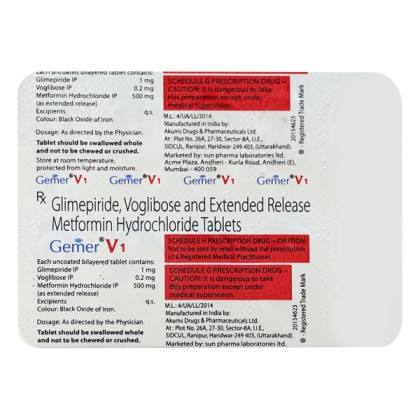 Each uncoated bilayered tablet contains:
Glimepiride IP 1 mg
Voglibose IP 0.2 mg
Metformin Hydrochloride IP 500 mg
(as extended release)
Excipients q.s.
Colour: Black Oxide of Iron.
Dosage: As directed by the Physician.
Tablet should be swallowed whole
and not to be chewed or crushed.
Store at room temperature,
protected from light and moisture.
SCHEDULE G PRESCRIPTION DRUG –
CAUTION: It is dangerous to take
this preparation except under
medical supervision.
M.L.: 4/UA/LL/2014
Manufactured in India by:
Akums Drugs & Pharmaceuticals Ltd.
At : Plot No. 26A, 27-30, Sector-8A, I.I.E.,
SIDCUL, Ranipur, Haridwar-249 403, (Uttarakhand).
Marketed by: sun pharma laboratories ltd.
Acme Plaza, Andheri - Kurla Road, Andheri (E),
Mumbai - 400 059
20154623 ® - Registered Trade Mark
Gemer® V1 Gemer® V1 Gemer® V1 Gemer® V1
Rx Glimepiride, Voglibose and Extended Release
Metformin Hydrochloride Tablets
Gemer® V1
SCHEDULE H PRESCRIPTION DRUG – CAUTION:
Not to be sold by retail without the prescription
of a Registered Medical Practitioner.
Each uncoated bilayered tablet contains:
Glimepiride IP 1 mg
Voglibose IP 0.2 mg
Metformin Hydrochloride IP 500 mg
(as extended release)
Excipients q.s.
Colour: Black Oxide of Iron.
Dosage: As directed by the Physician.
Tablet should be swallowed whole
and not to be chewed or crushed.
SCHEDULE G PRESCRIPTION DRUG –
CAUTION: It is dangerous to take
this preparation except under
medical supervision.
M.L.: 4/UA/LL/2014
Manufactured in India by:
Akums Drugs & Pharmaceuticals Ltd.
At : Plot No. 26A, 27-30, Sector-8A, I.I.E.,
SIDCUL, Ranipur, Haridwar-249 403, (Uttarakhand).
Marketed by: sun pharma laboratories ltd.
20154623 ® - Registered Trade Mark